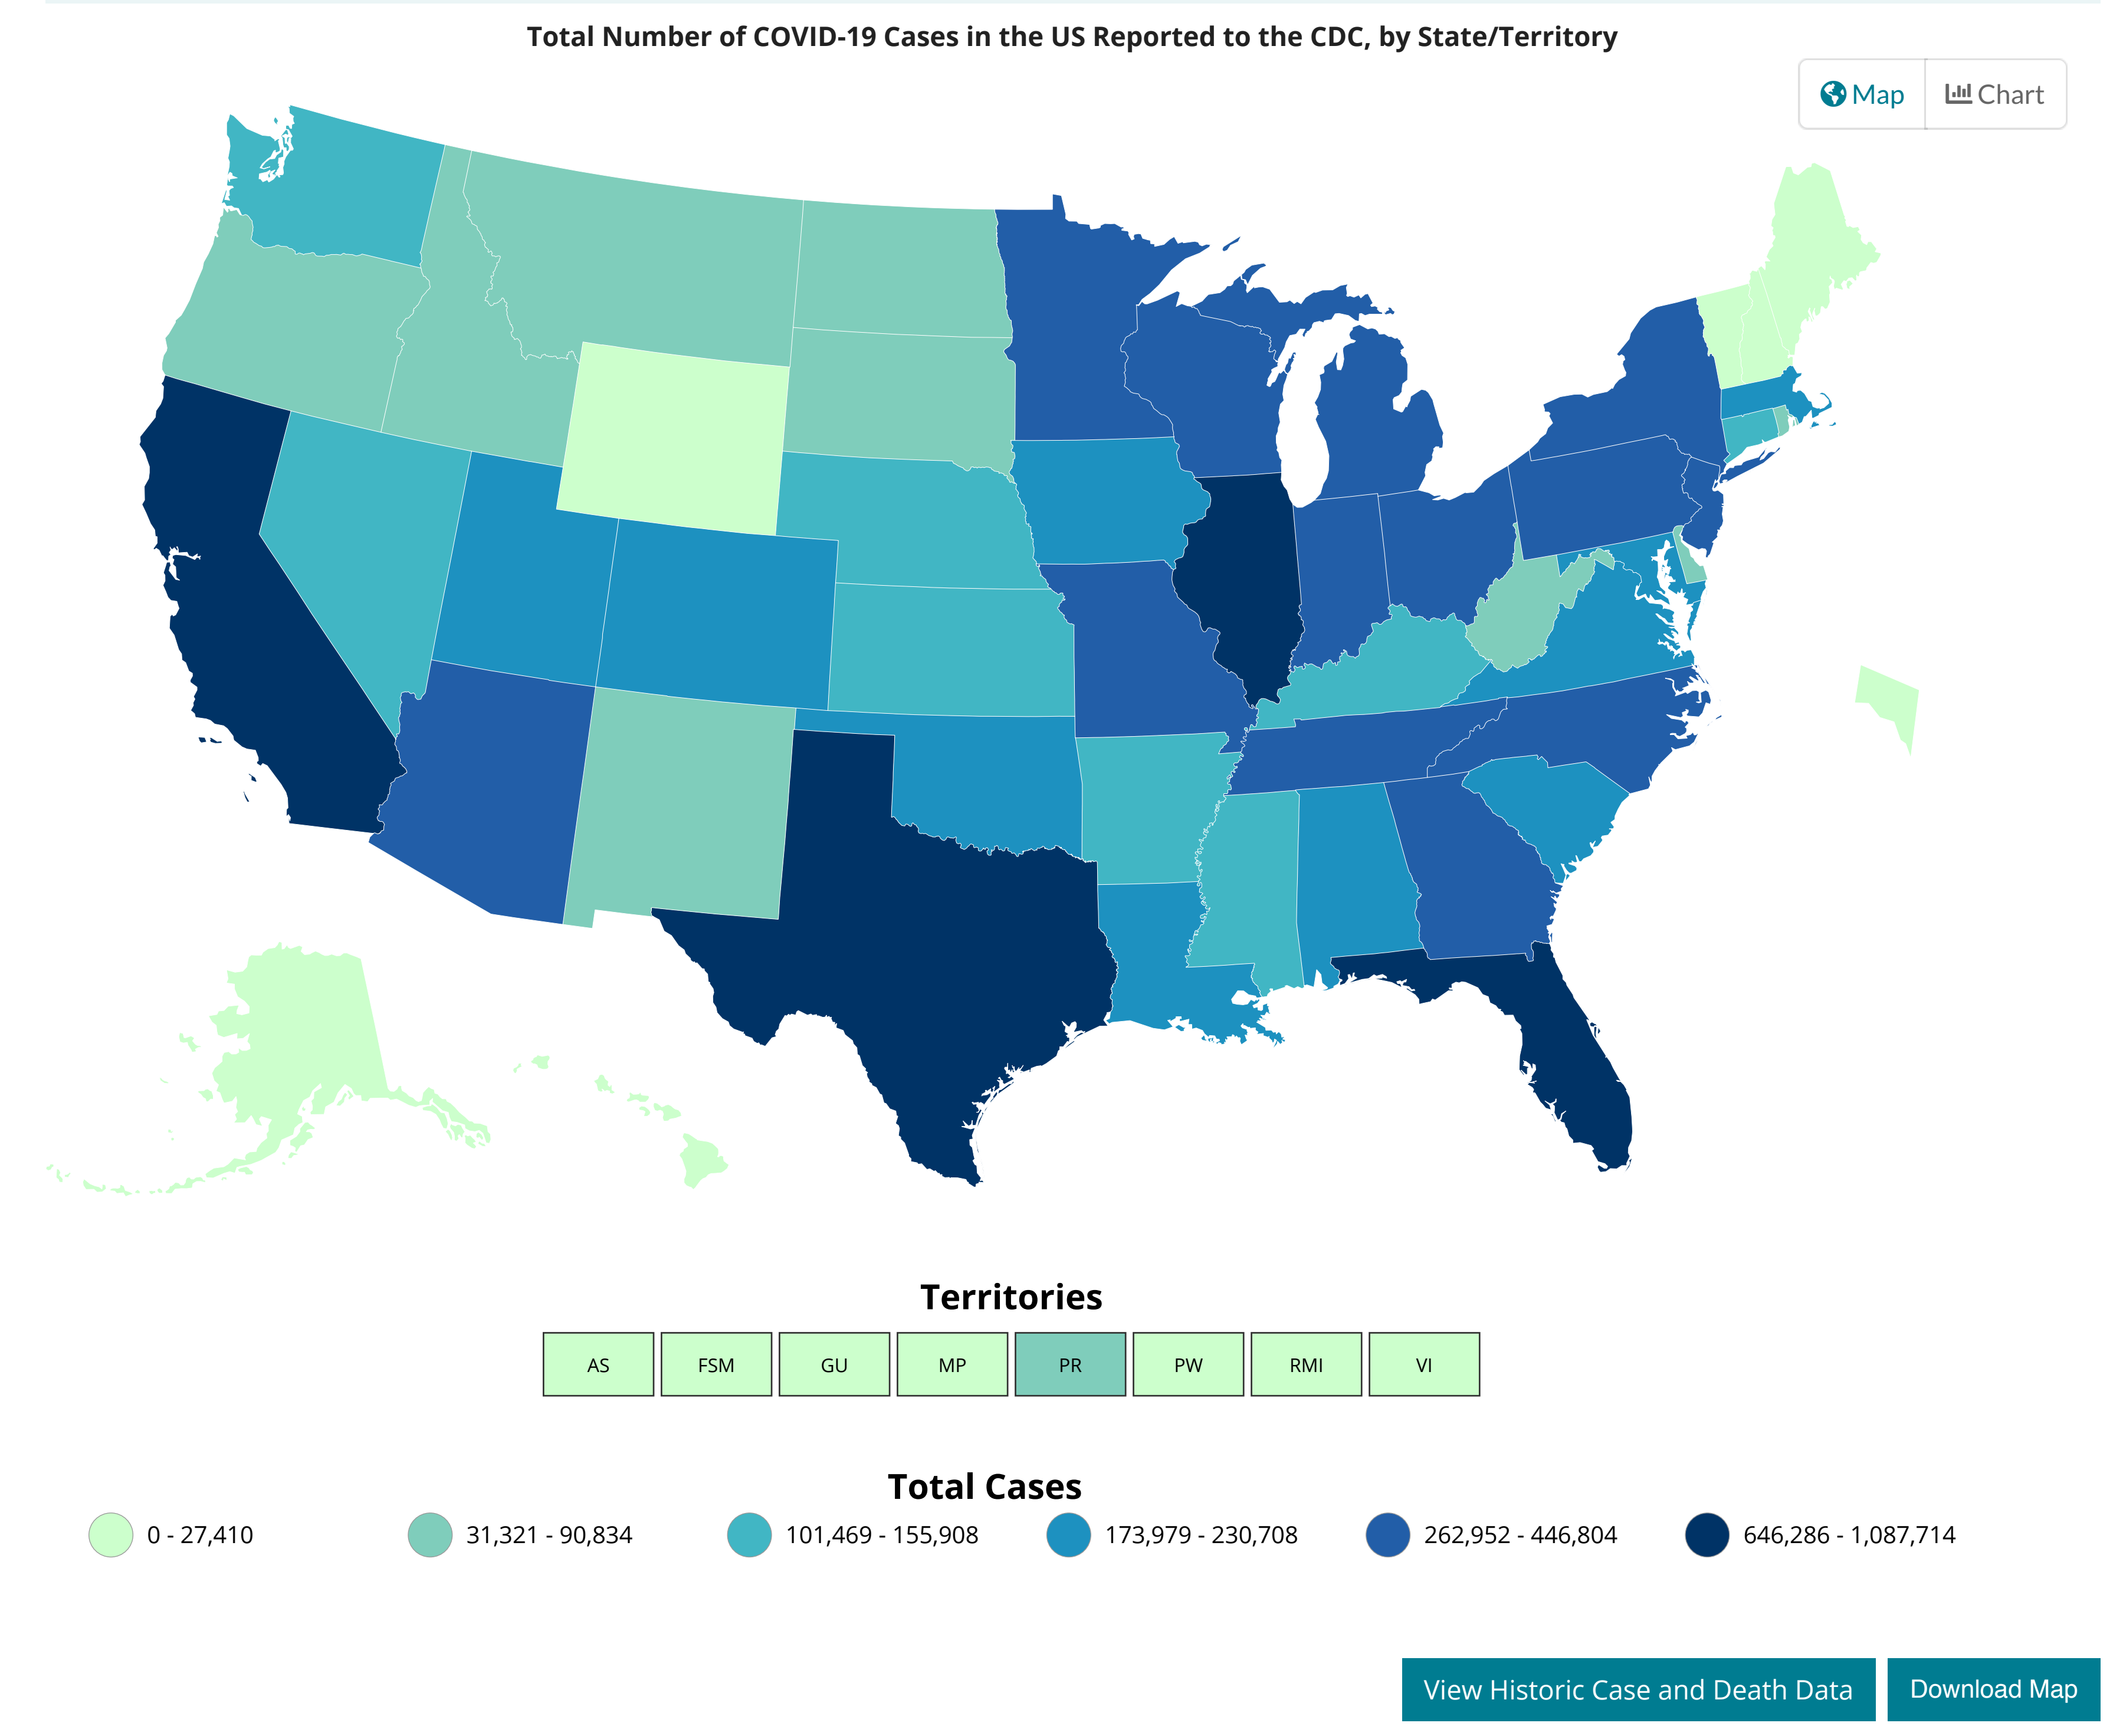 Total Number of COVID-19 Cases in the US Reported to the CDC, by State/Territory
Map
Chart
Territories
AS FSM GU MP PR PW RMI VI
Total Cases
0 - 27,410 31,321 - 90,834 101,469 - 155,908 173,979 - 230,708 262,952 - 446,804 646,286 - 1,087,714
View Historic Case and Death Data
Download Map